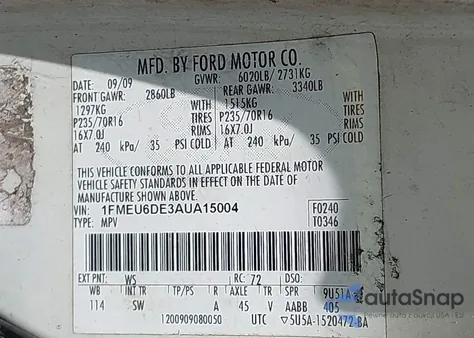 MFD. BY FORD MOTOR CO.
DATE: 09/09 GVWR: 6020LB/ 2731KG
FRONT GAWR: 2860LB REAR GAWR: 3340LB
1297KG WITH 1515KG WITH
P235/70R16 TIRES P235/70R16 TIRES
16X7.0J RIMS 16X7.0J RIMS
AT 240 kPa/ 35 PSI COLD AT 240 kPa/ 35 PSI COLD
THIS VEHICLE CONFORMS TO ALL APPLICABLE FEDERAL MOTOR
VEHICLE SAFETY STANDARDS IN EFFECT ON THE DATE OF
MANUFACTURE SHOWN ABOVE.
VIN: 1FMEU6DE3AUA15004 F0240
TYPE: MPV T0346
EXT PNT: WS RC: 72 DSO:
WB INT TR TP/PS R AXLE TR SPR 9U51A
114 SW A 45 V AABB 405
1200909080050 UTC 5U5A-1520472-BA
autoSnap